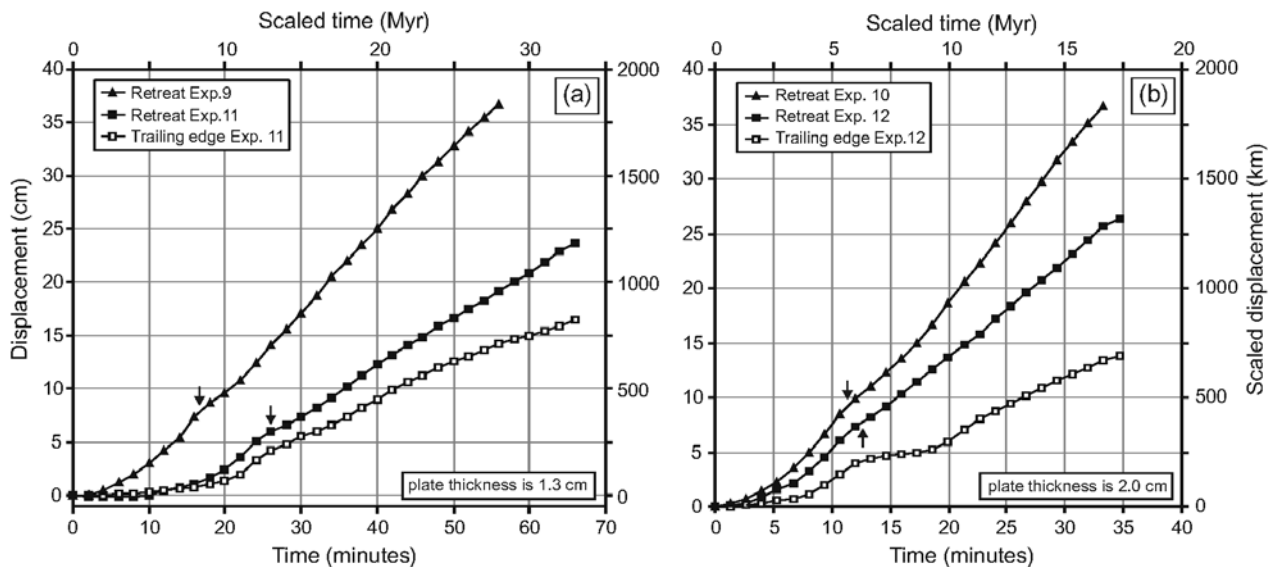 Scaled time (Myr)
0 10 20 30
40 35 30 25 20 15 10 5 0
Displacement (cm)
Retreat Exp.9
Retreat Exp.11
Trailing edge Exp. 11
(a)
plate thickness is 1.3 cm
2000 1500 1000 500 0
0 10 20 30 40 50 60 70
Time (minutes)
Scaled time (Myr)
0 5 10 15 20
40 35 30 25 20 15 10 5 0
Retreat Exp. 10
Retreat Exp. 12
Trailing edge Exp.12
(b)
plate thickness is 2.0 cm
2000 1500 1000 500 0
Scaled displacement (km)
0 5 10 15 20 25 30 35 40
Time (minutes)